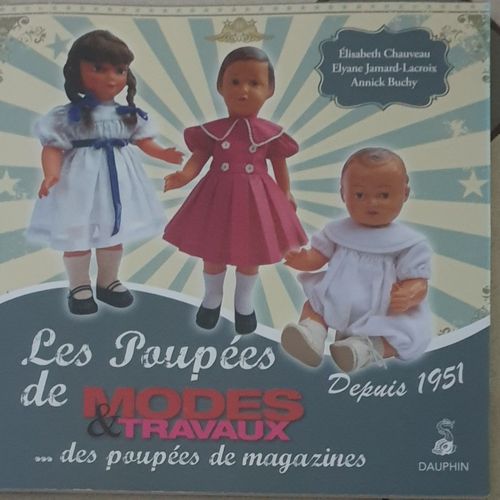 Élisabeth Chauveau
Elyane Jamard-Lacroix
Annick Buchy
Les Poupées
de MODES
& TRAVAUX
Depuis 1951
... des poupées de magazines
DAUPHIN